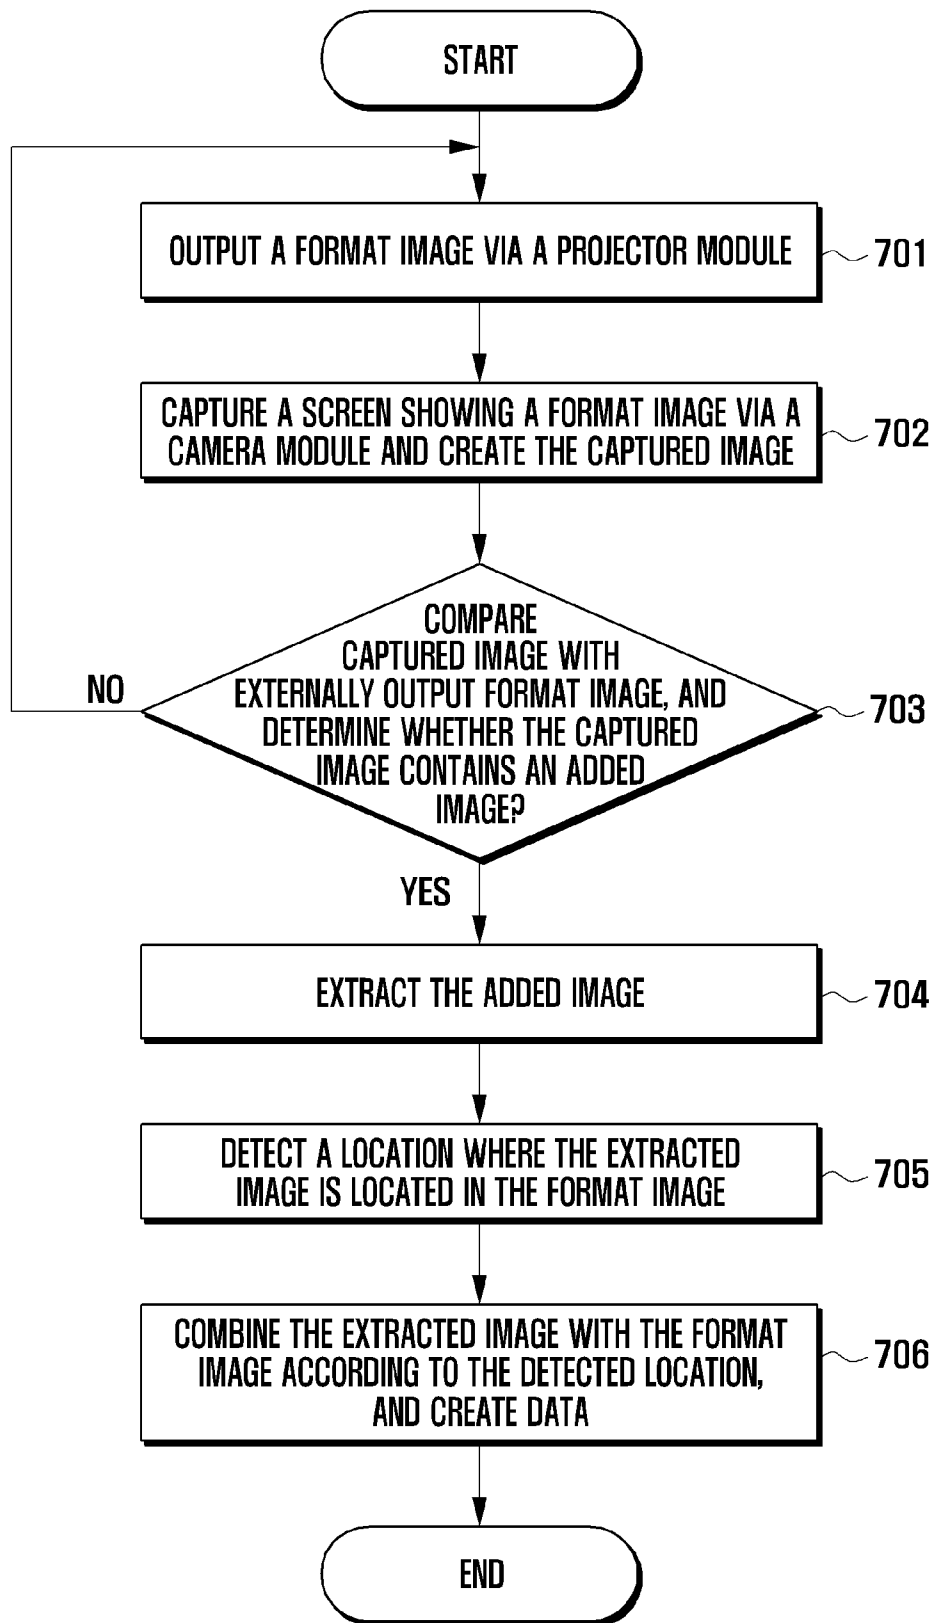 START
OUTPUT A FORMAT IMAGE VIA A PROJECTOR MODULE
701
CAPTURE A SCREEN SHOWING A FORMAT IMAGE VIA A
CAMERA MODULE AND CREATE THE CAPTURED IMAGE
702
COMPARE
CAPTURED IMAGE WITH
EXTERNALLY OUTPUT FORMAT IMAGE, AND
DETERMINE WHETHER THE CAPTURED
IMAGE CONTAINS AN ADDED
IMAGE?
NO
703
YES
EXTRACT THE ADDED IMAGE
704
DETECT A LOCATION WHERE THE EXTRACTED
IMAGE IS LOCATED IN THE FORMAT IMAGE
705
COMBINE THE EXTRACTED IMAGE WITH THE FORMAT
IMAGE ACCORDING TO THE DETECTED LOCATION,
AND CREATE DATA
706
END